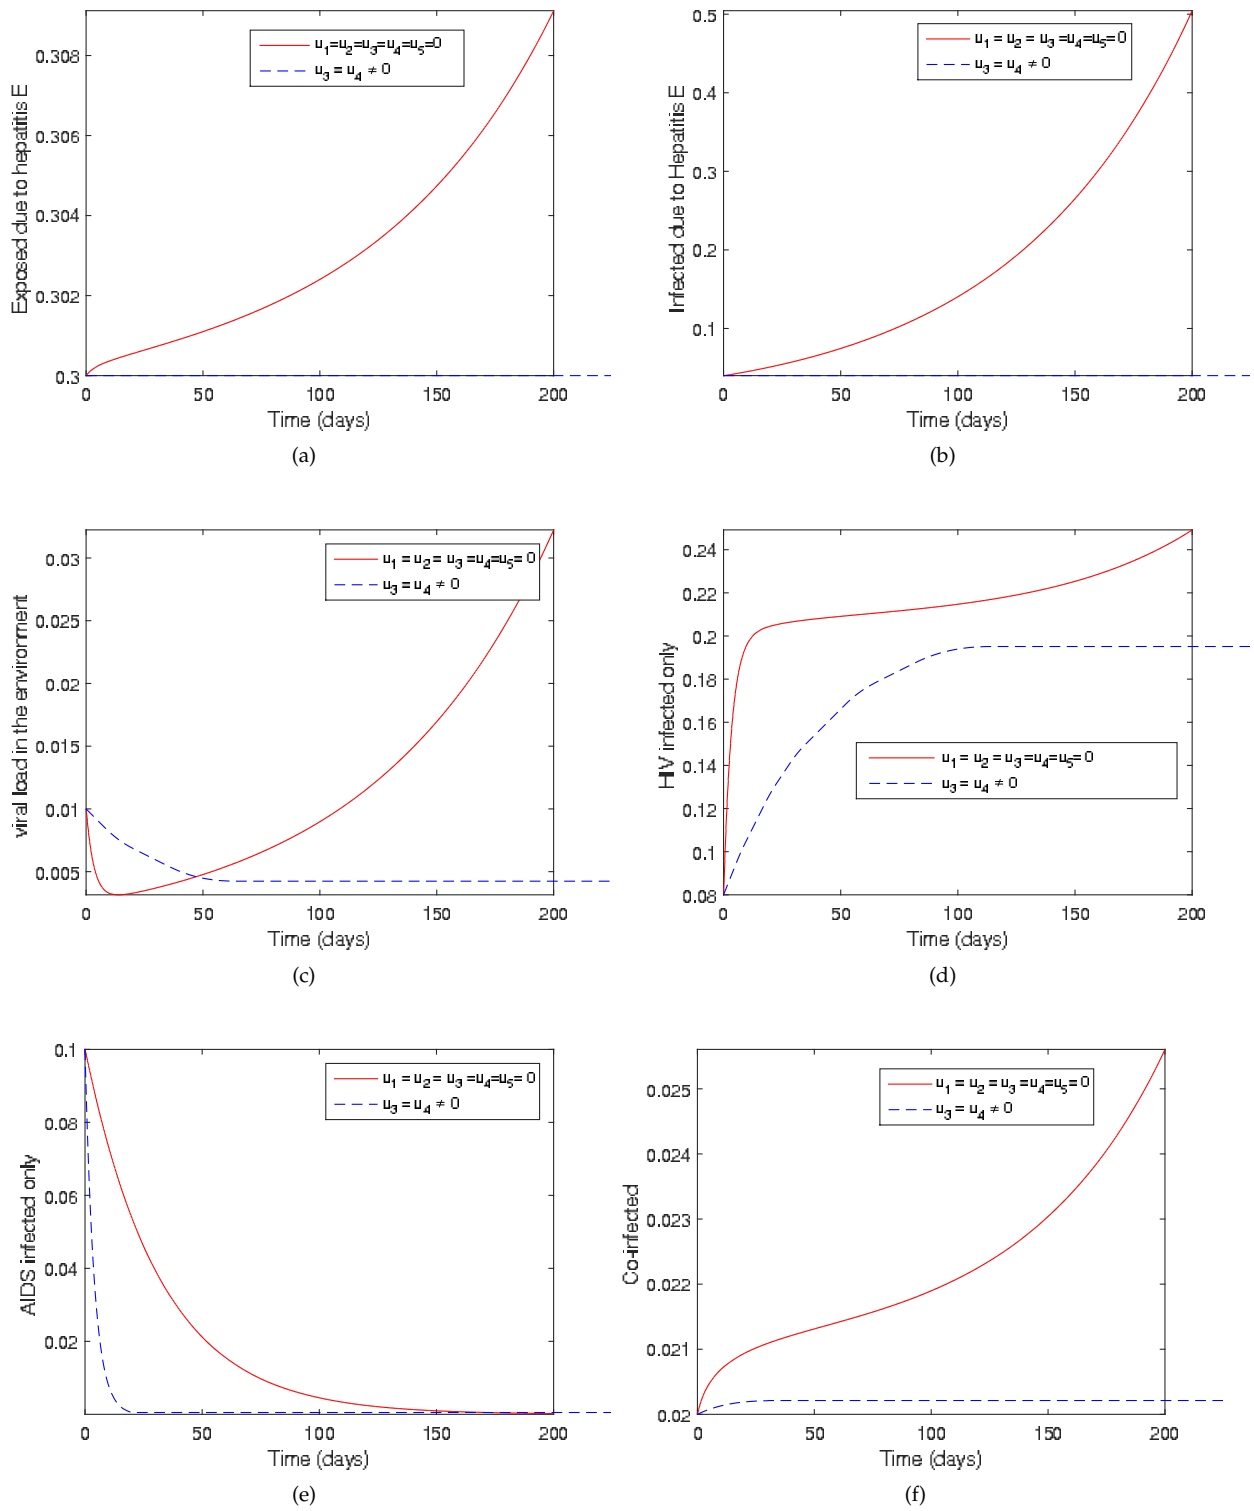 Exposed due to hepatitis E
0.308
0.306
0.304
0.302
0.3
u₁=u₂=u₃=u₄=u₅=0
u₃ = u₄ ≠ 0
0 50 100 150 200
Time (days)
(a)
Infected due to Hepatitis E
0.5
0.4
0.3
0.2
0.1
u₁ = u₂ = u₃ =u₄=u₅= 0
u₃ = u₄ ≠ 0
0 50 100 150 200
Time (days)
(b)
viral load in the environment
0.03
0.025
0.02
0.015
0.01
0.005
u₁ = u₂ = u₃ =u₄=u₅= 0
u₃ = u₄ ≠ 0
0 50 100 150 200
Time (days)
(c)
HIV infected only
0.24
0.22
0.2
0.18
0.16
0.14
0.12
0.1
0.08
u₁ = u₂ = u₃ =u₄=u₅= 0
u₃ = u₄ ≠ 0
0 50 100 150 200
Time (days)
(d)
AIDS infected only
0.1
0.08
0.06
0.04
0.02
u₁ = u₂ = u₃ =u₄=u₅= 0
u₃ = u₄ ≠ 0
0 50 100 150 200
Time (days)
(e)
Co-infected
0.025
0.024
0.023
0.022
0.021
0.02
u₁ = u₂ = u₃ =u₄=u₅= 0
u₃ = u₄ ≠ 0
0 50 100 150 200
Time (days)
(f)